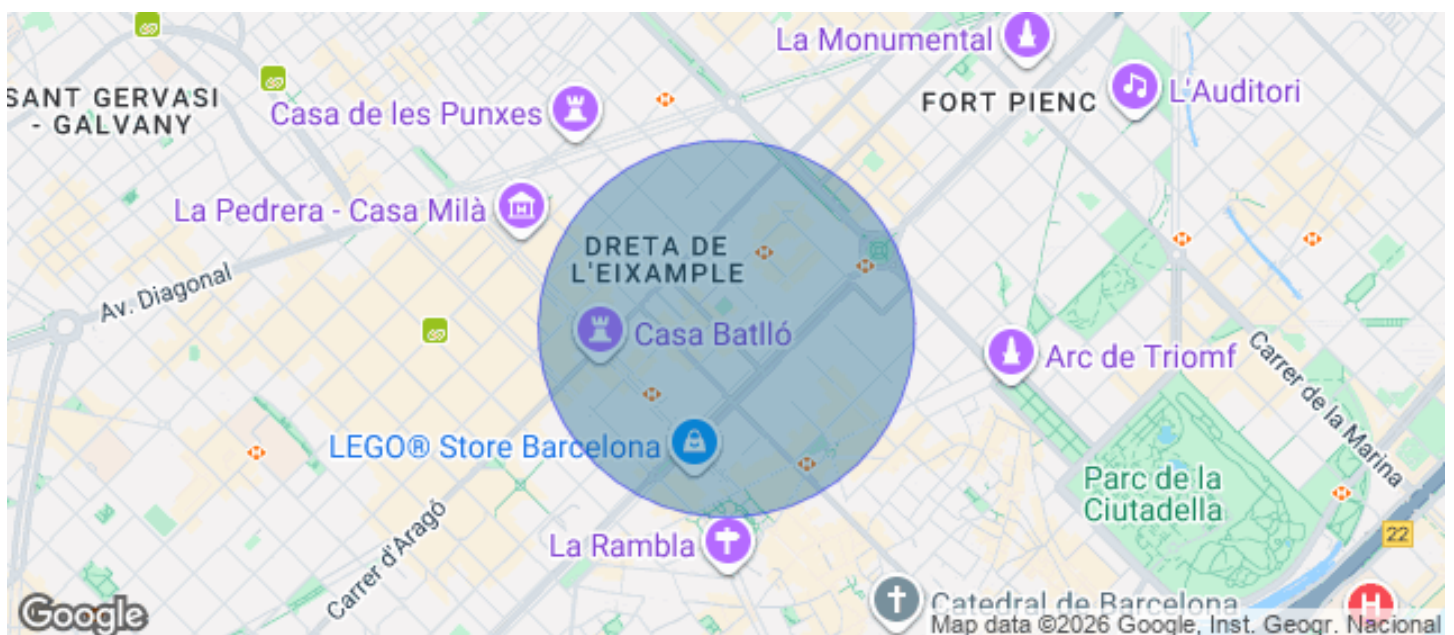 La Monumental
SANT GERVASI
- GALVANY
Casa de les Punxes
FORT PIENC
L'Auditori
La Pedrera - Casa Milà
DRETA DE
L'EIXAMPLE
Av. Diagonal
Casa Batlló
Arc de Triomf
Carrer de la Marina
LEGO® Store Barcelona
Parc de la
Ciutadella
La Rambla
22
Carrer d'Aragó
Catedral de Barcelona
H
Google
Map data ©2026 Google, Inst. Geogr. Nacional